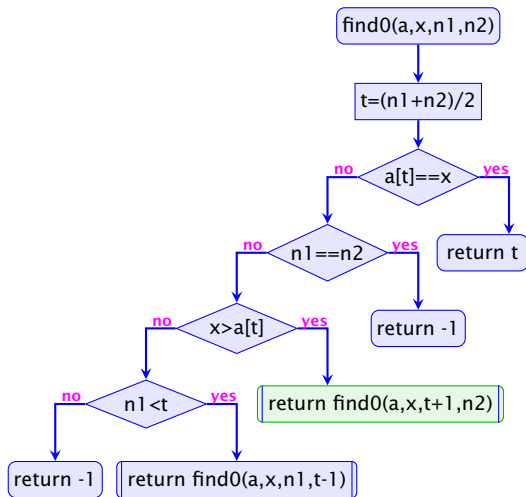 find0(a,x,n1,n2)
t=(n1+n2)/2
a[t]==x
no
yes
return t
n1==n2
no
yes
return -1
x>a[t]
no
yes
return find0(a,x,t+1,n2)
n1<t
no
yes
return -1
return find0(a,x,n1,t-1)